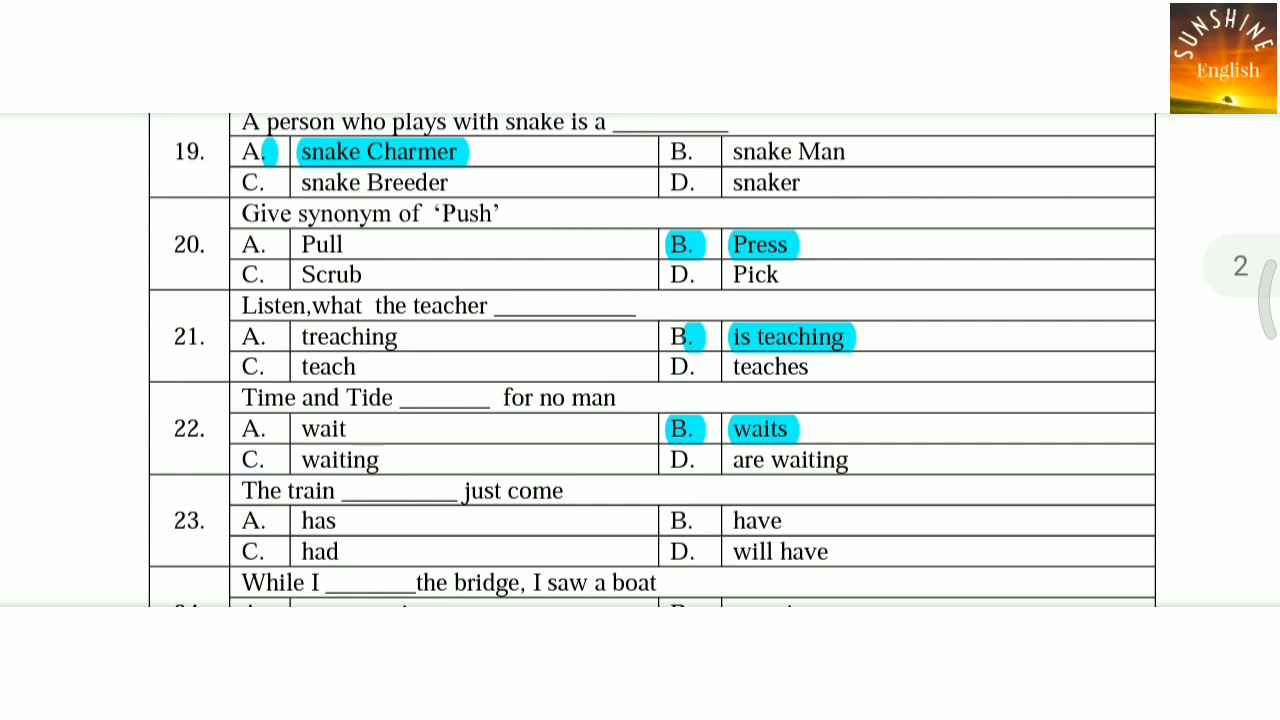 SUNSHINE
English
A person who plays with snake is a __________
19. A. snake Charmer B. snake Man
C. snake Breeder D. snaker
Give synonym of ‘Push’
20. A. Pull B. Press
C. Scrub D. Pick
Listen,what the teacher ____________
21. A. treaching B. is teaching
C. teach D. teaches
Time and Tide ________ for no man
22. A. wait B. waits
C. waiting D. are waiting
The train __________ just come
23. A. has B. have
C. had D. will have
While I ________the bridge, I saw a boat
2